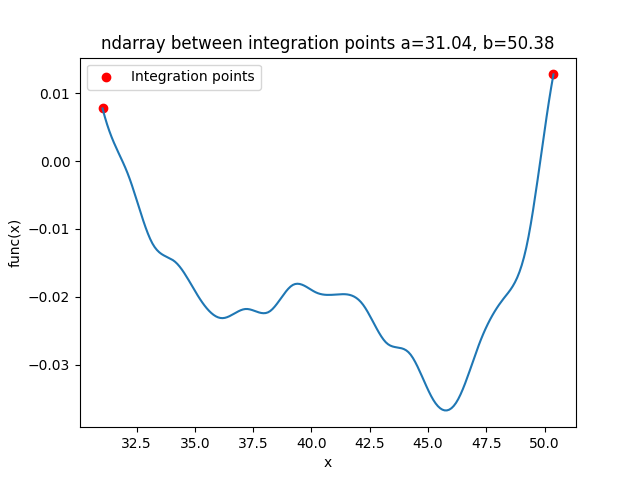 ndarray between integration points a=31.04, b=50.38
Integration points
0.01
0.00
−0.01
−0.02
−0.03
func(x)
32.5 35.0 37.5 40.0 42.5 45.0 47.5 50.0
x